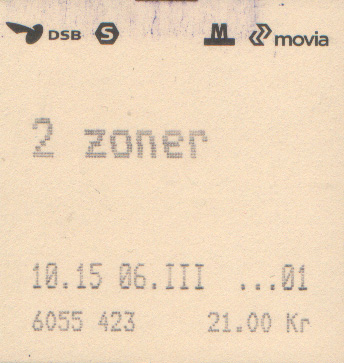 DSB S M movia
2 zoner
10.15 06.III ...01
6055 423 21.00 Kr